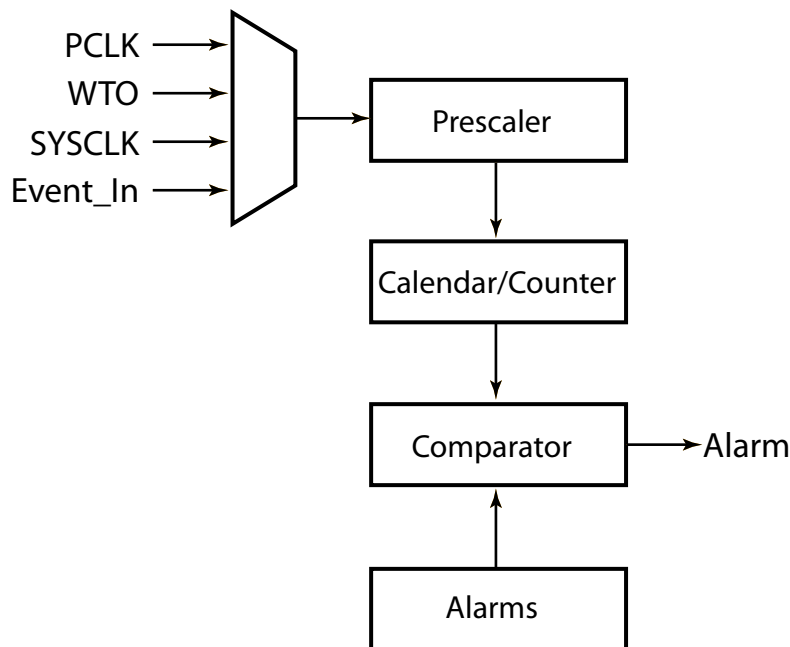 PCLK
WTO
SYSCLK
Event_In
Prescaler
Calendar/Counter
Comparator
Alarm
Alarms